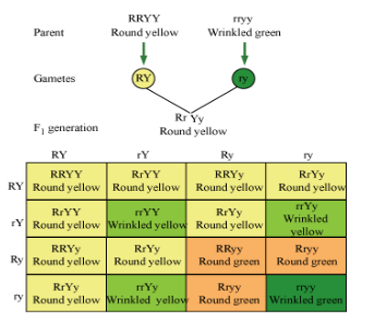 RRYY rryy
Parent Round yellow Wrinkled green
Gametes RY ry
Rr Yy
F₁ generation Round yellow
RY rY Ry ry
RY RRYY RrYY RRYy RrYy
Round yellow Round yellow Round yellow Round yellow
rY RrYY rrYY RrYy rrYy
Round yellow Wrinkled yellow Round yellow Wrinkled
yellow
Ry RRYy RrYy RRyy Rryy
Round yellow Round yellow Round green Round green
ry RrYy rrYy Rryy rryy
Round yellow Wrinkled yellow Round green Wrinkled green